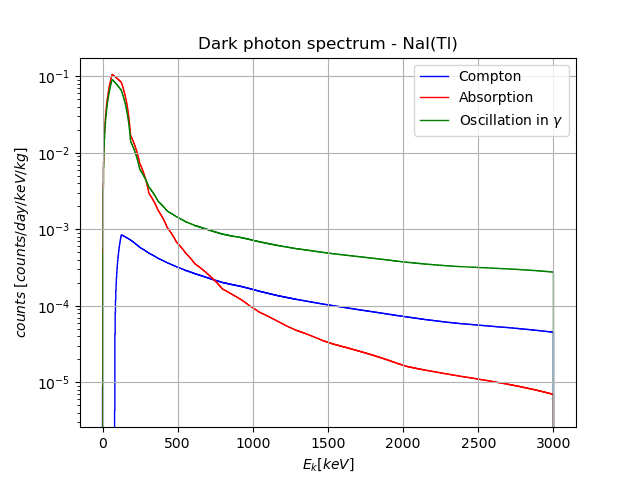 Dark photon spectrum - NaI(Tl)
Compton
Absorption
Oscillation in γ
10⁻¹
10⁻²
10⁻³
10⁻⁴
10⁻⁵
counts [counts/day/keV/kg]
0 500 1000 1500 2000 2500 3000
Eₖ[keV]